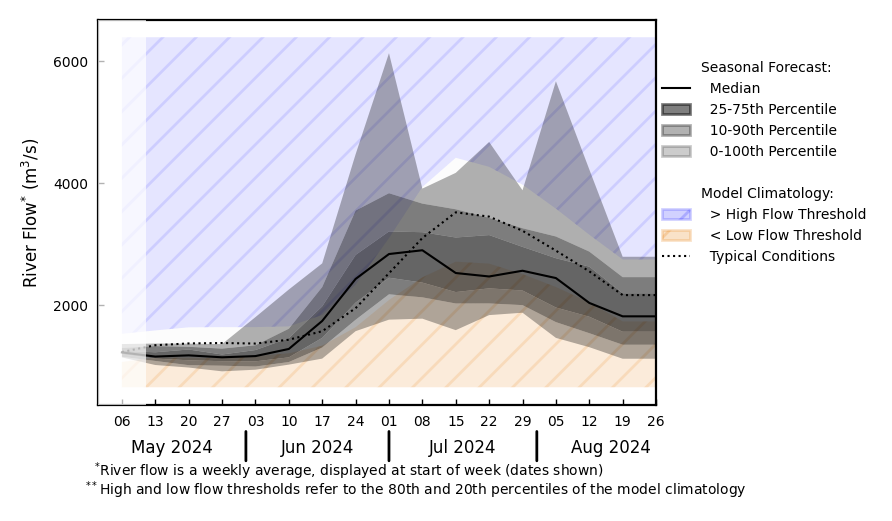 6000
4000
2000
River Flow* (m³/s)
06 13 20 27 03 10 17 24 01 08 15 22 29 05 12 19 26
May 2024 Jun 2024 Jul 2024 Aug 2024
*River flow is a weekly average, displayed at start of week (dates shown)
**High and low flow thresholds refer to the 80th and 20th percentiles of the model climatology
Seasonal Forecast:
Median
25-75th Percentile
10-90th Percentile
0-100th Percentile
Model Climatology:
> High Flow Threshold
< Low Flow Threshold
Typical Conditions